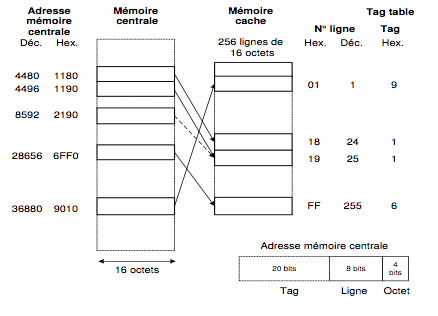 Adresse mémoire centrale
Mémoire centrale
Mémoire cache
Tag table
N° ligne
Tag
Déc. Hex.
256 lignes de 16 octets
Hex. Déc. Hex.
4480 1180
4496 1190
01 1 9
8592 2190
18 24 1
28656 6FF0
19 25 1
36880 9010
FF 255 6
Adresse mémoire centrale
16 octets
20 bits 8 bits 4 bits
Tag Ligne Octet